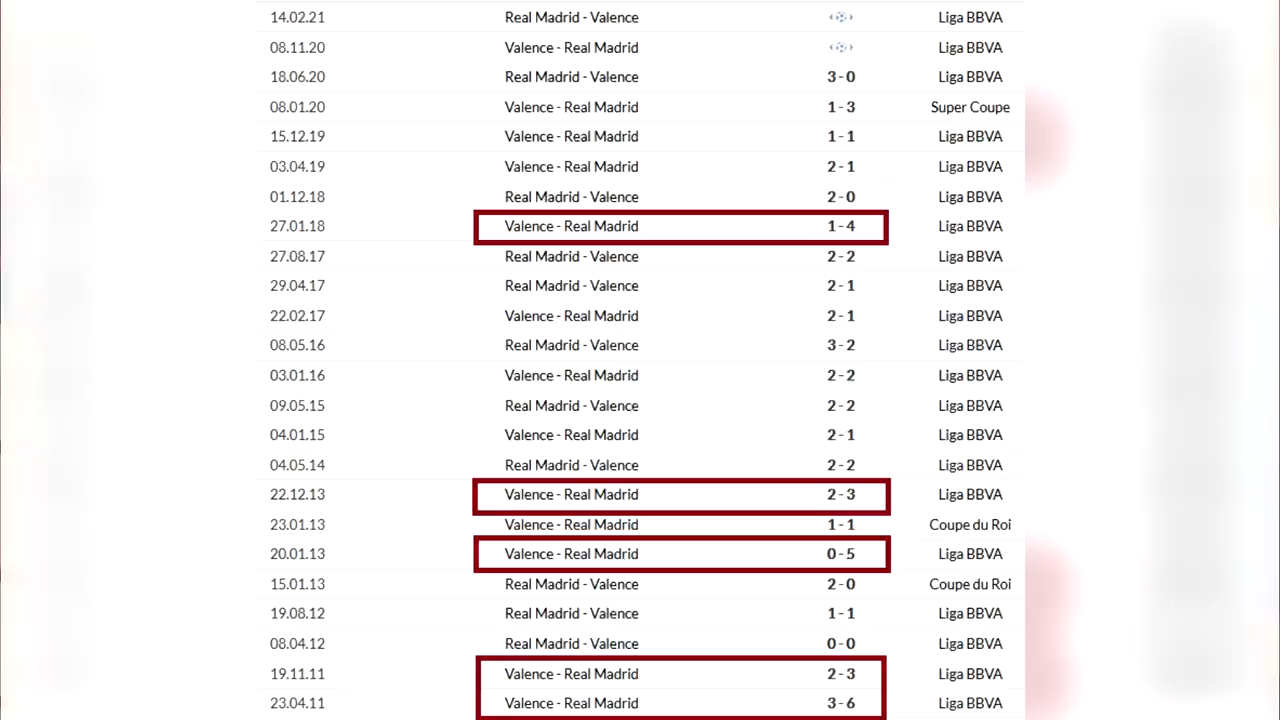 14.02.21 Real Madrid - Valence Liga BBVA
08.11.20 Valence - Real Madrid Liga BBVA
18.06.20 Real Madrid - Valence 3 - 0 Liga BBVA
08.01.20 Valence - Real Madrid 1 - 3 Super Coupe
15.12.19 Valence - Real Madrid 1 - 1 Liga BBVA
03.04.19 Valence - Real Madrid 2 - 1 Liga BBVA
01.12.18 Real Madrid - Valence 2 - 0 Liga BBVA
27.01.18 Valence - Real Madrid 1 - 4 Liga BBVA
27.08.17 Real Madrid - Valence 2 - 2 Liga BBVA
29.04.17 Real Madrid - Valence 2 - 1 Liga BBVA
22.02.17 Valence - Real Madrid 2 - 1 Liga BBVA
08.05.16 Real Madrid - Valence 3 - 2 Liga BBVA
03.01.16 Valence - Real Madrid 2 - 2 Liga BBVA
09.05.15 Real Madrid - Valence 2 - 2 Liga BBVA
04.01.15 Valence - Real Madrid 2 - 1 Liga BBVA
04.05.14 Real Madrid - Valence 2 - 2 Liga BBVA
22.12.13 Valence - Real Madrid 2 - 3 Liga BBVA
23.01.13 Valence - Real Madrid 1 - 1 Coupe du Roi
20.01.13 Valence - Real Madrid 0 - 5 Liga BBVA
15.01.13 Real Madrid - Valence 2 - 0 Coupe du Roi
19.08.12 Real Madrid - Valence 1 - 1 Liga BBVA
08.04.12 Real Madrid - Valence 0 - 0 Liga BBVA
19.11.11 Valence - Real Madrid 2 - 3 Liga BBVA
23.04.11 Valence - Real Madrid 3 - 6 Liga BBVA